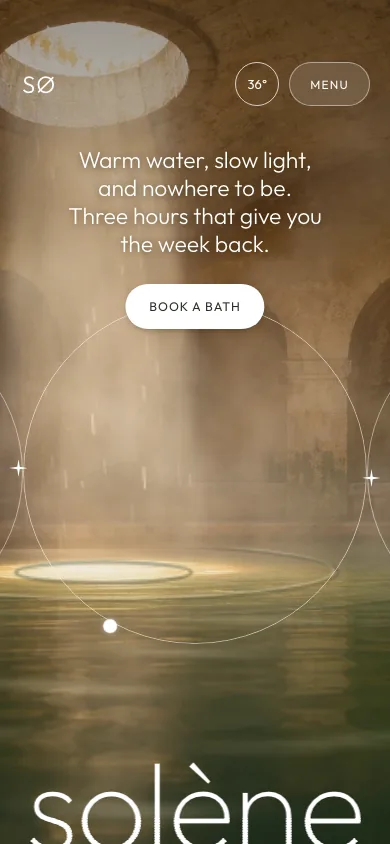 SØ
36°
MENU
Warm water, slow light,
and nowhere to be.
Three hours that give you
the week back.
BOOK A BATH
solène